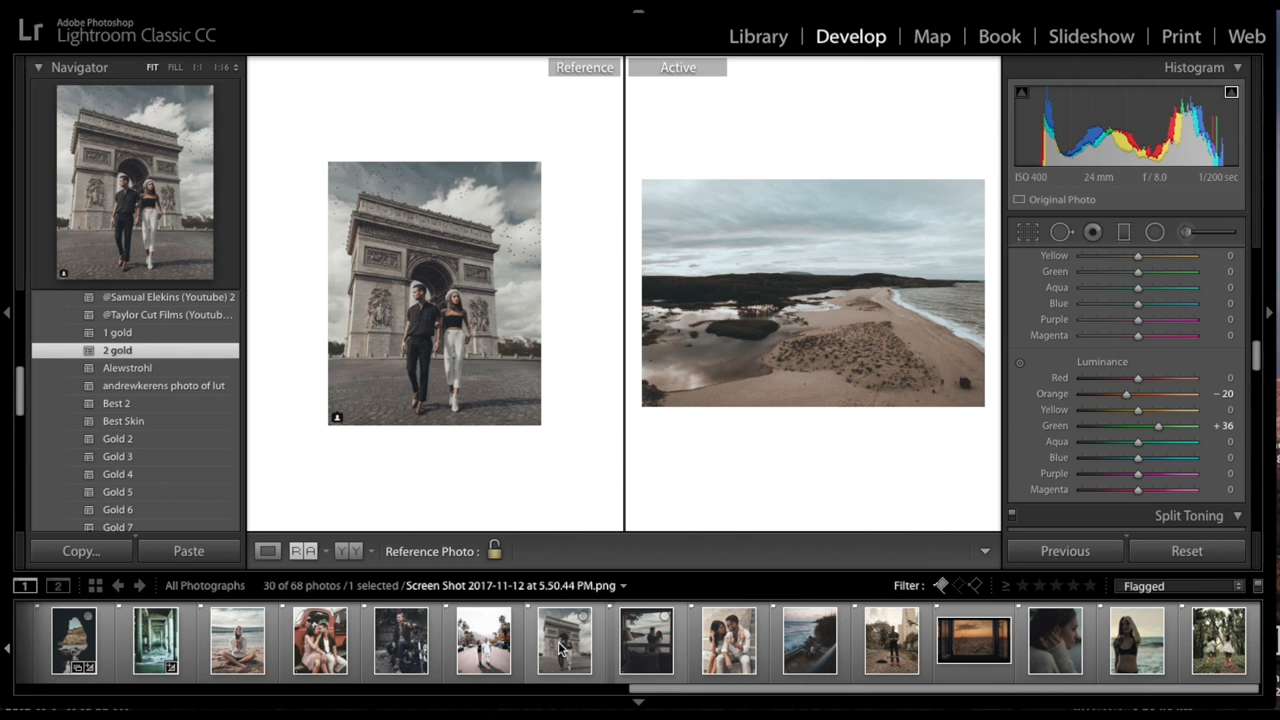 Lr Adobe Photoshop
Lightroom Classic CC
Library | Develop | Map | Book | Slideshow | Print | Web
Navigator FIT FILL 1:1 1:16
@Samual Elekins (Youtube) 2
@Taylor Cut Films (Youtub...
1 gold
2 gold
Alewstrohl
andrewkerens photo of lut
Best 2
Best Skin
Gold 2
Gold 3
Gold 4
Gold 5
Gold 6
Gold 7
Copy... Paste
Reference Active
R A Y Y Reference Photo :
Histogram
ISO 400 24 mm f / 8.0 1/200 sec
Original Photo
Yellow 0
Green 0
Aqua 0
Blue 0
Purple 0
Magenta 0
Luminance
Red 0
Orange - 20
Yellow 0
Green + 36
Aqua 0
Blue 0
Purple 0
Magenta 0
Split Toning
Previous Reset
1 2 All Photographs 30 of 68 photos /1 selected /Screen Shot 2017-11-12 at 5.50.44 PM.png Filter : ≥ Flagged